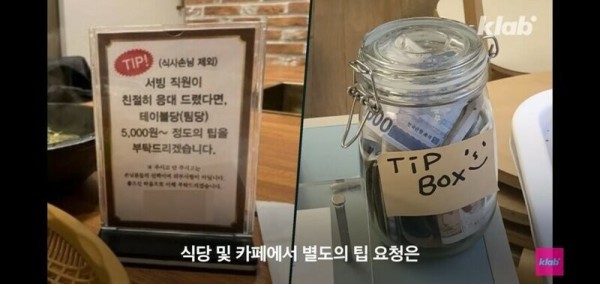 klab
TIP!
(식사손님 제외)
서빙 직원이
친절히 응대 드렸다면,
테이블당(팀당)
5,000원~ 정도의 팁을
부탁드리겠습니다.
TiP
BOX
식당 및 카페에서 별도의 팁 요청은
klab